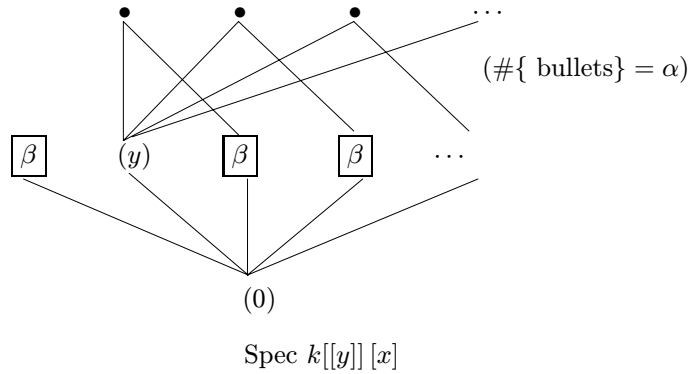 • • • ···
(#{ bullets} = α)
β (y) β β ···
(0)
Spec k[[y]] [x]